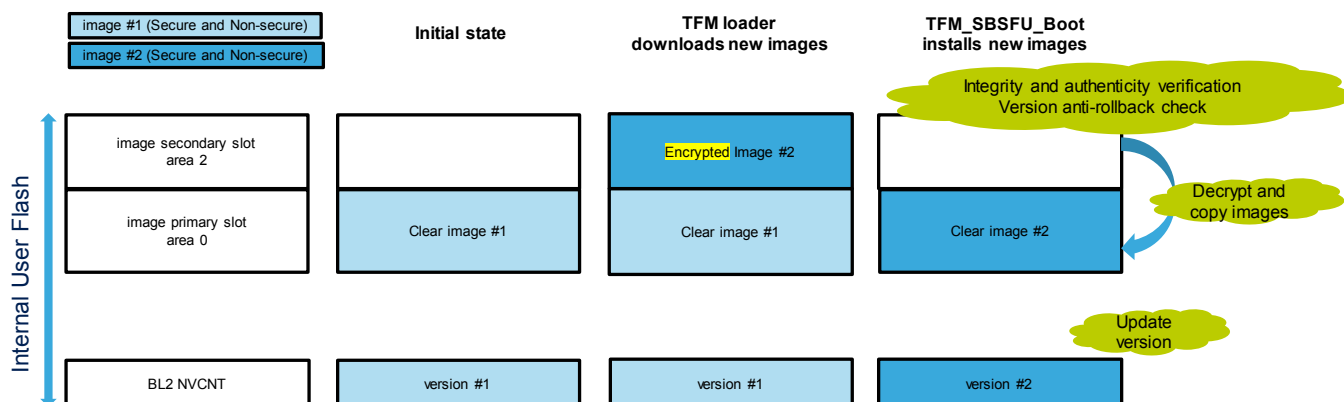 image #1 (Secure and Non-secure)
image #2 (Secure and Non-secure)
Initial state
TFM loader
downloads new images
TFM_SBSFU_Boot
installs new images
Integrity and authenticity verification
Version anti-rollback check
Internal User Flash
image secondary slot
area 2
Encrypted Image #2
Decrypt and
copy images
image primary slot
area 0
Clear image #1
Clear image #1
Clear image #2
Update
version
BL2 NVCNT
version #1
version #1
version #2